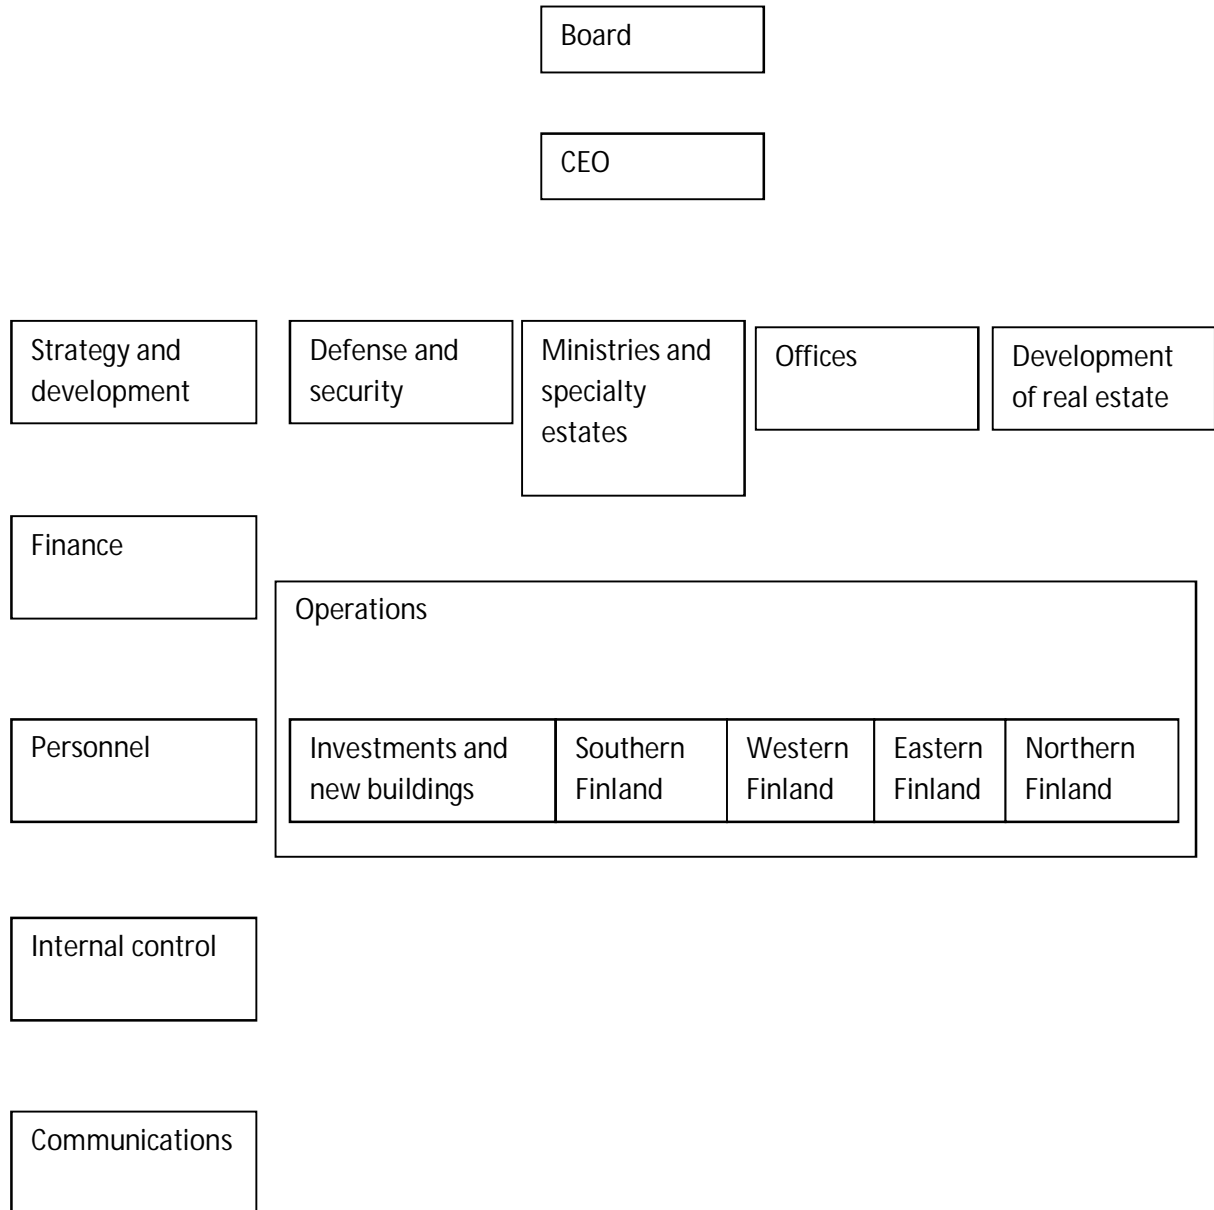 Board
CEO
Strategy and
development
Defense and
security
Ministries and
specialty
estates
Offices
Development
of real estate
Finance
Operations
Personnel
Investments and
new buildings
Southern
Finland
Western
Finland
Eastern
Finland
Northern
Finland
Internal control
Communications